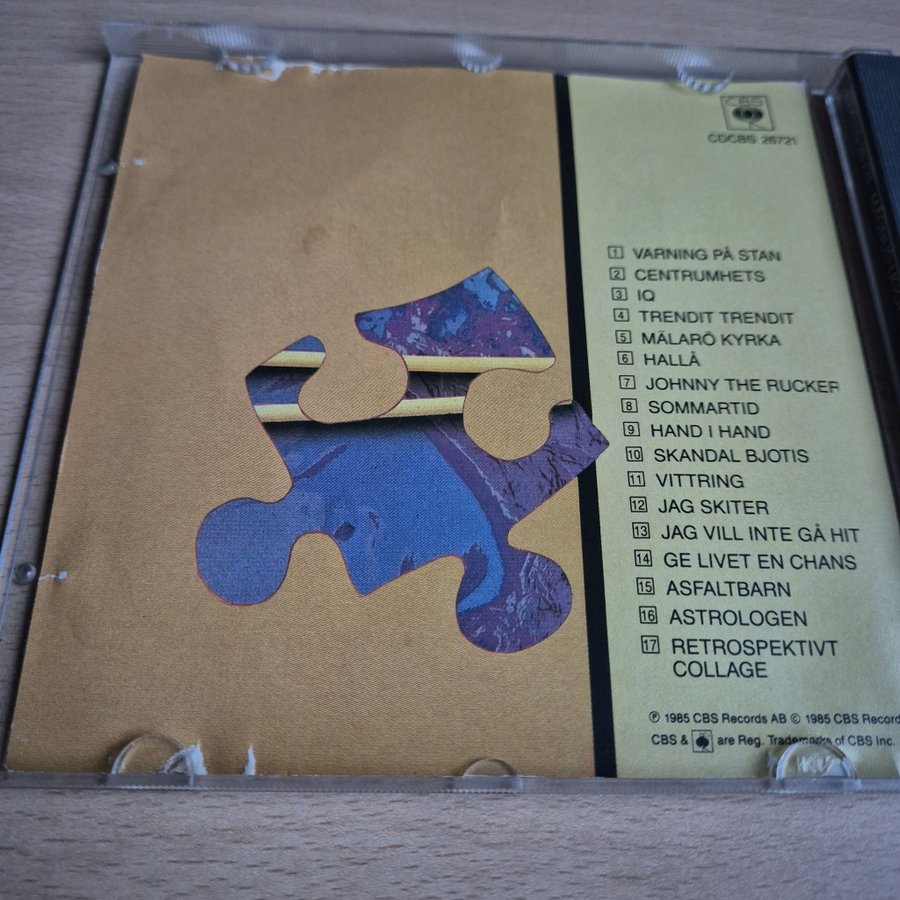 CBS
CDCBS 26721
1 VARNING PÅ STAN
2 CENTRUMHETS
3 IQ
4 TRENDIT TRENDIT
5 MÄLARÖ KYRKA
6 HALLÅ
7 JOHNNY THE RUCKER
8 SOMMARTID
9 HAND I HAND
10 SKANDAL BJOTIS
11 VITTRING
12 JAG SKITER
13 JAG VILL INTE GÅ HIT
14 GE LIVET EN CHANS
15 ASFALTBARN
16 ASTROLOGEN
17 RETROSPEKTIVT
COLLAGE
℗ 1985 CBS Records AB © 1985 CBS Record
CBS & are Reg. Trademarks of CBS Inc.